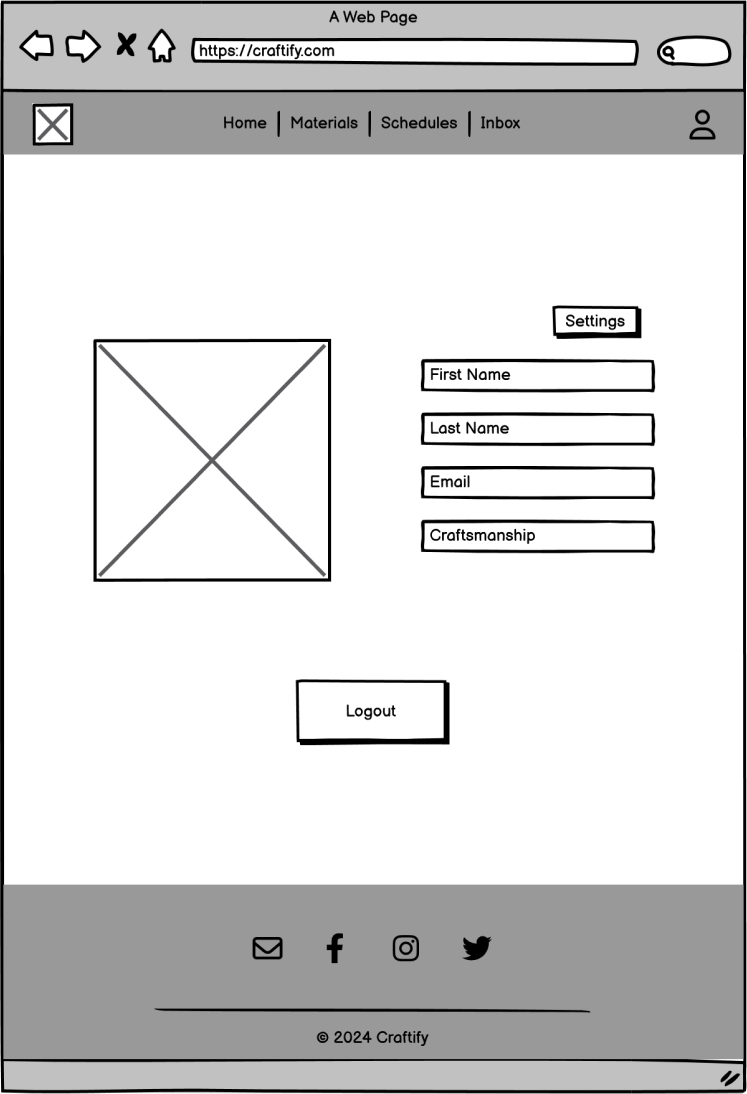 A Web Page
https://craftify.com
Home | Materials | Schedules | Inbox
Settings
First Name
Last Name
Email
Craftsmanship
Logout
© 2024 Craftify